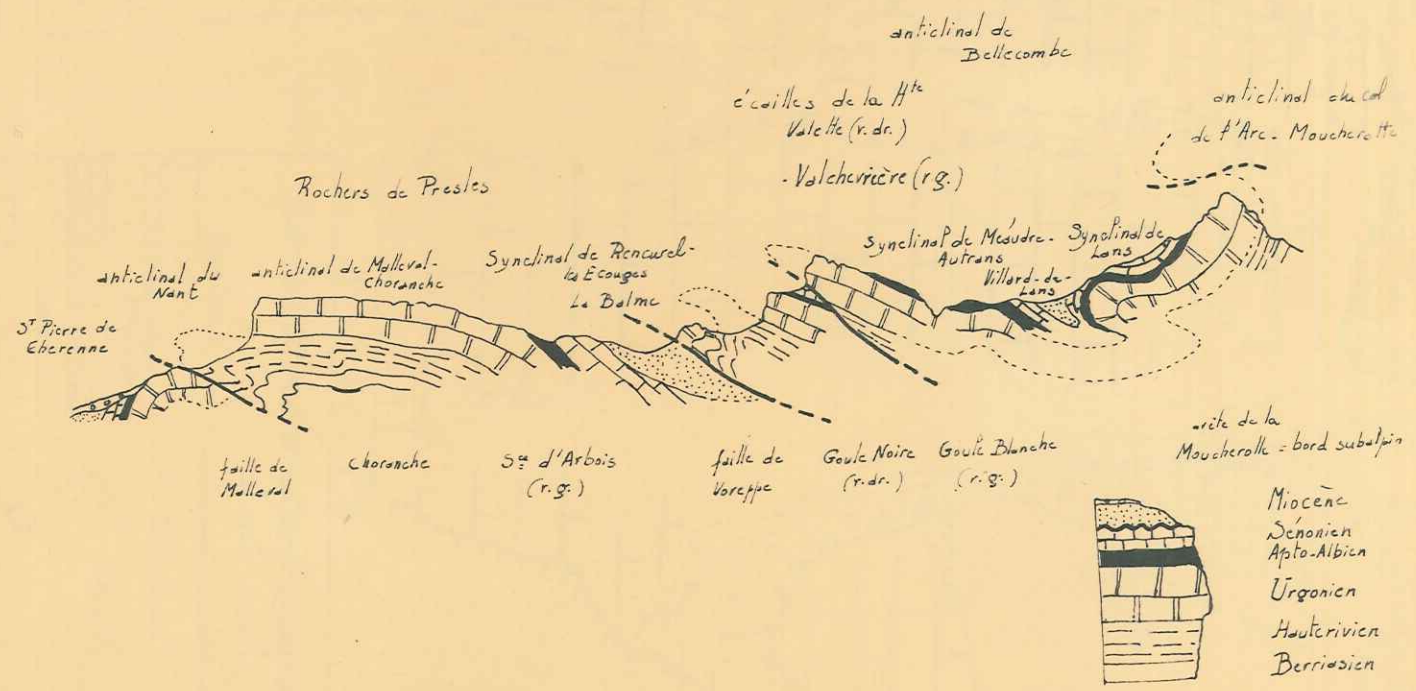 anticlinal de
Bellecombe
écailles de la Hte
Valette (r.dr.)
- Valchevrière (r.g.)
anticlinal du col
de l'Arc - Moucherotte
Rochers de Presles
anticlinal du
Nant
anticlinal de Malleval-
Choranche
Synclinal de Rencurel-
les Ecouges
La Balme
Synclinal de Méaudre-
Autrans
Villard-de-
Lans
Synclinal de
Lans
St Pierre de
Cherenne
faille de
Malleval
Choranche
Sce d'Arbois
(r.g.)
faille de
Voreppe
Goule Noire
(r.dr.)
Goule Blanche
(r.g.)
arête de la
Moucherolle = bord subalpin
Miocène
Sénonien
Apto-Albien
Urgonien
Hauterivien
Berriasien